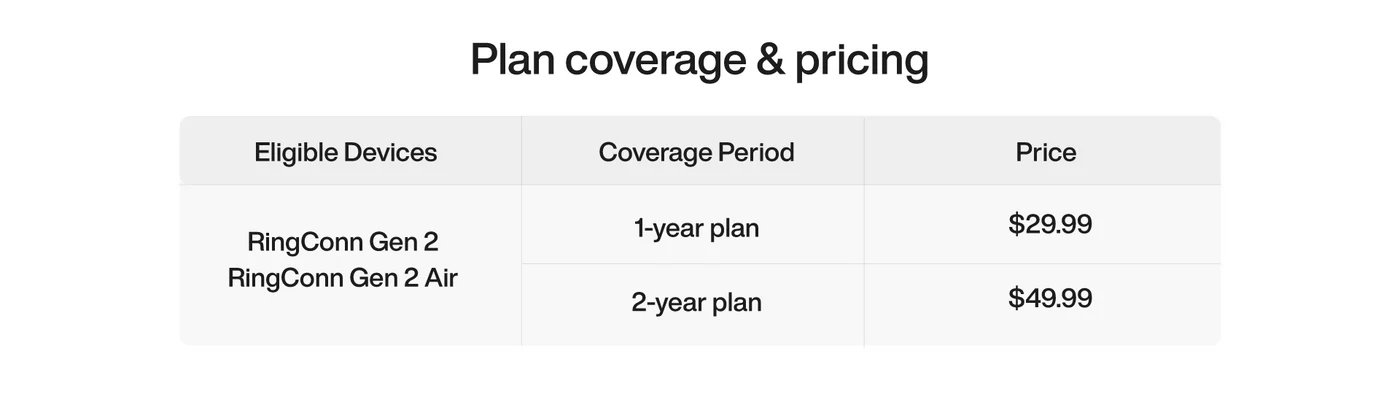 Plan coverage & pricing
Eligible Devices
Coverage Period
Price
RingConn Gen 2
RingConn Gen 2 Air
1-year plan
$29.99
2-year plan
$49.99